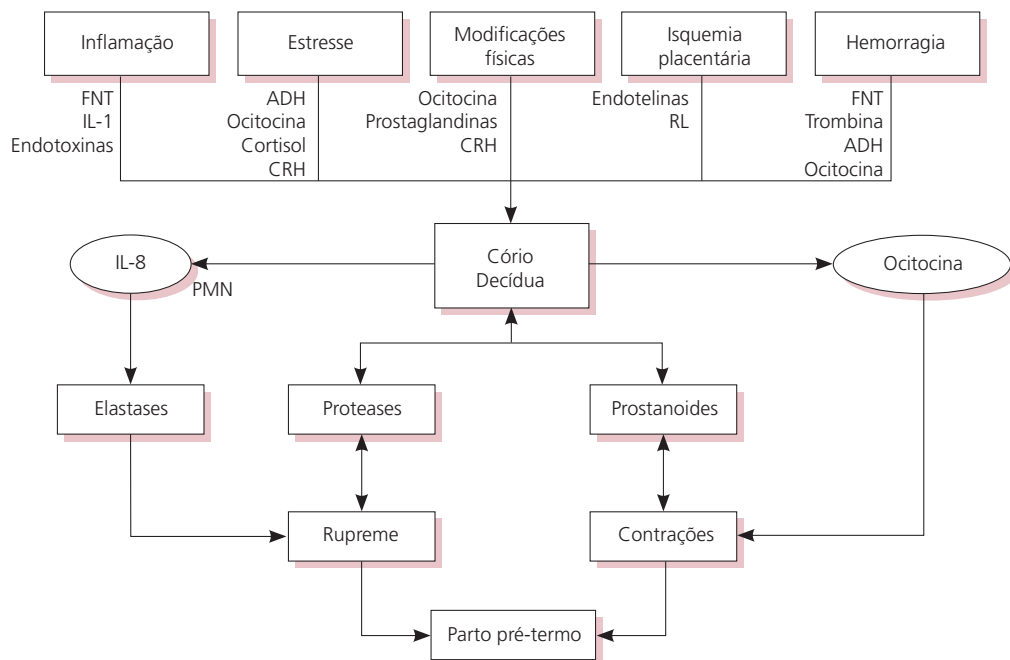 Inflamação
Estresse
Modificações
físicas
Isquemia
placentária
Hemorragia
FNT
IL-1
Endotoxinas
ADH
Ocitocina
Cortisol
CRH
Ocitocina
Prostaglandinas
CRH
Endotelinas
RL
FNT
Trombina
ADH
Ocitocina
IL-8
PMN
Cório
Decídua
Ocitocina
Elastases
Proteases
Prostanoides
Rupreme
Contrações
Parto pré-termo